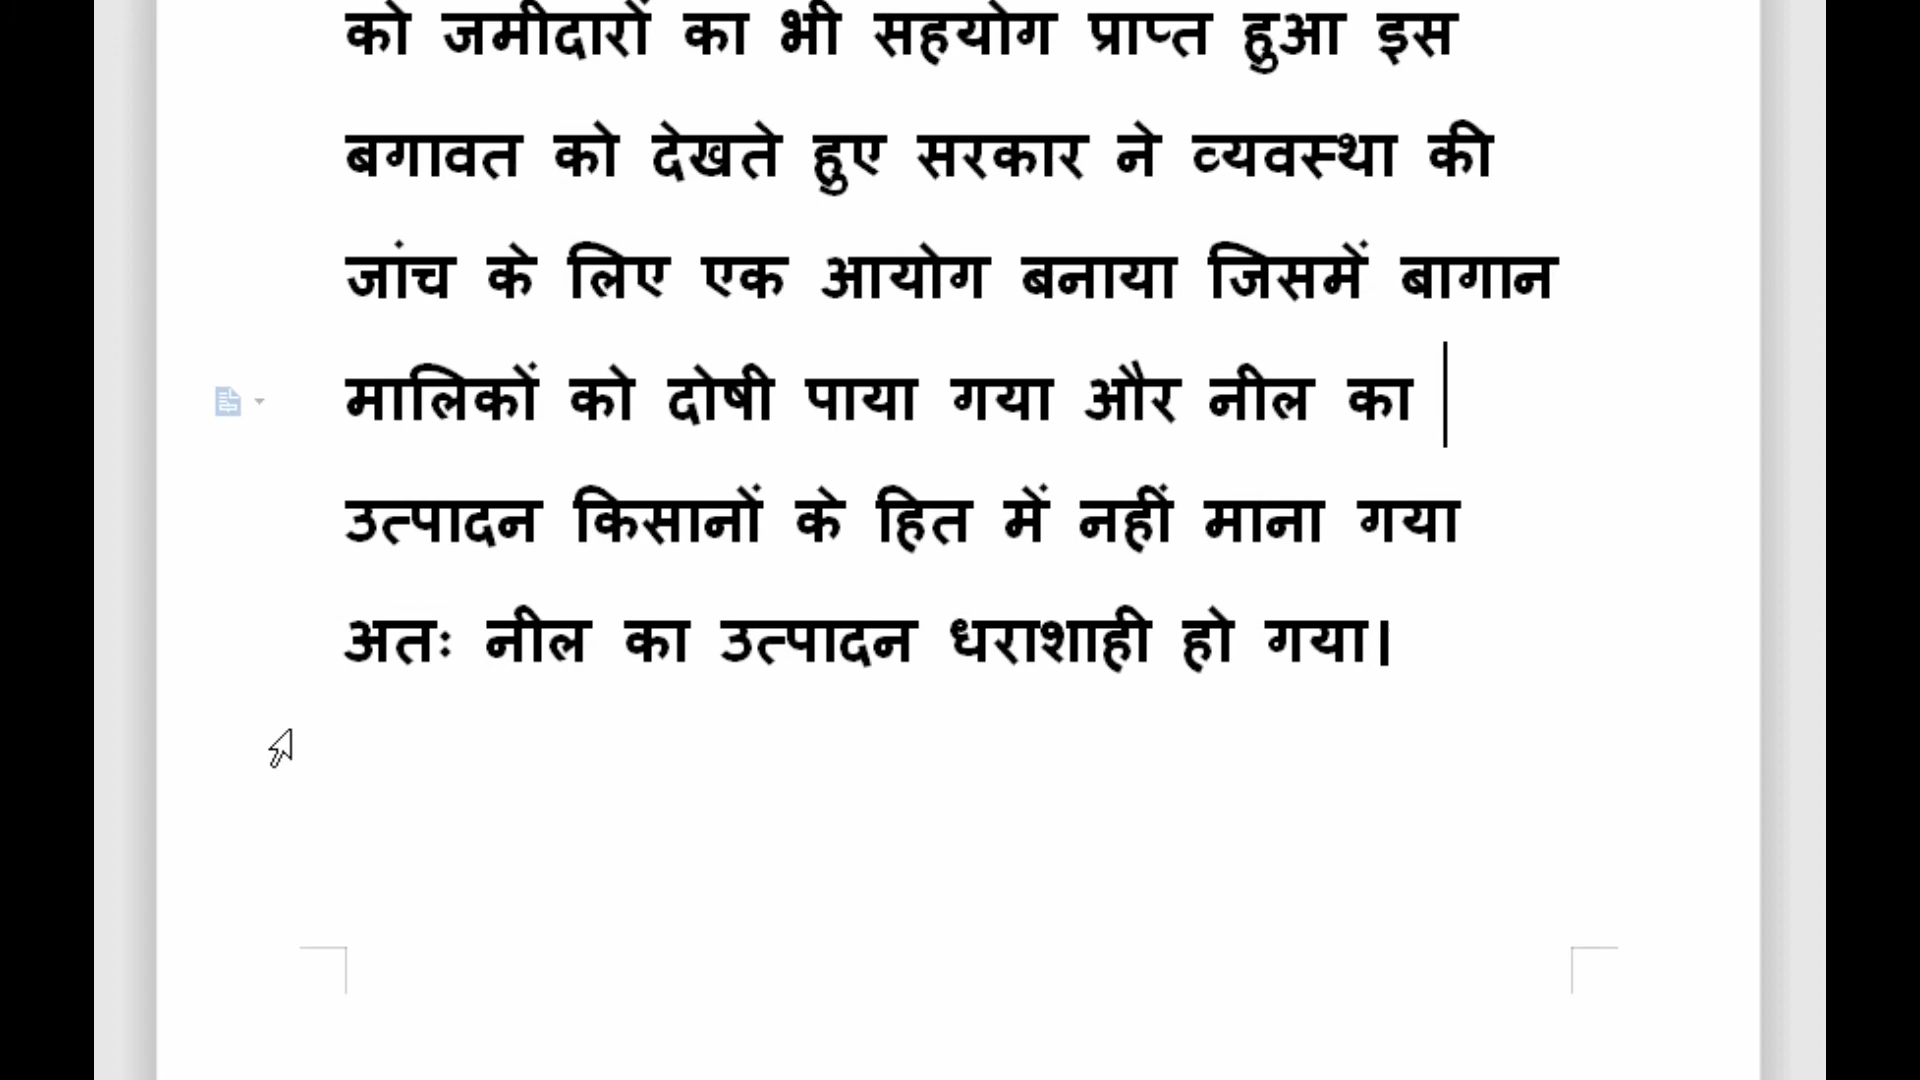 को जमीदारों का भी सहयोग प्राप्त हुआ इस
बगावत को देखते हुए सरकार ने व्यवस्था की
जांच के लिए एक आयोग बनाया जिसमें बागान
मालिकों को दोषी पाया गया और नील का
उत्पादन किसानों के हित में नहीं माना गया
अतः नील का उत्पादन धराशाही हो गया।